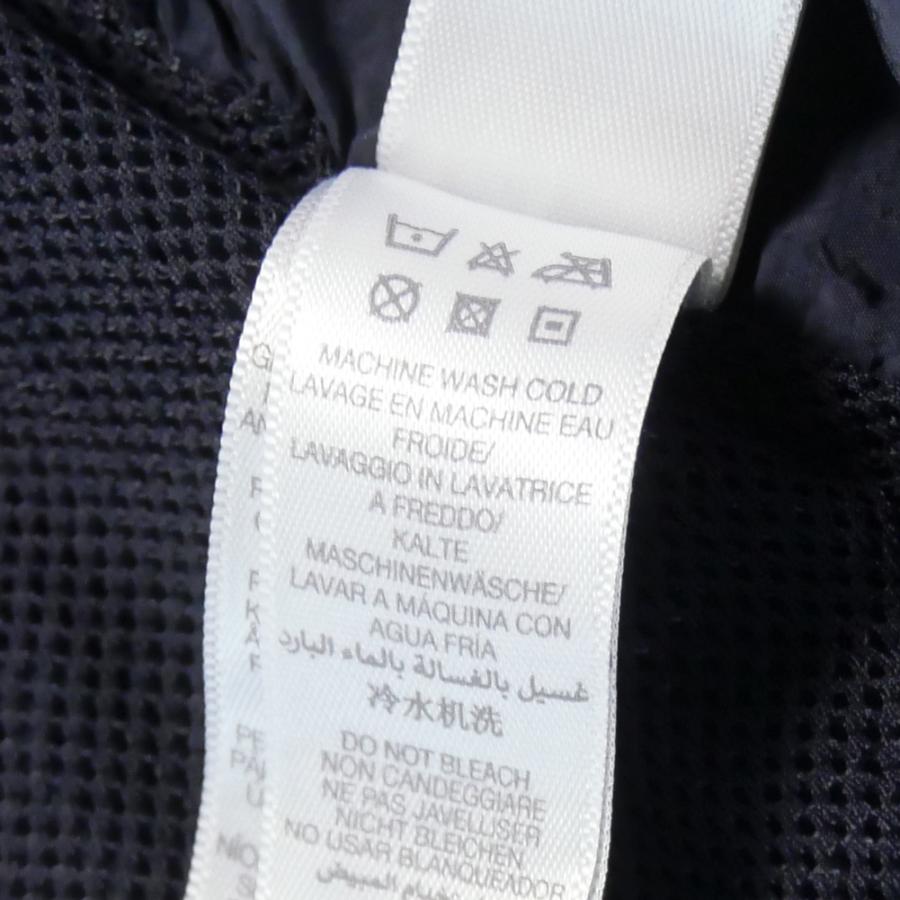 MACHINE WASH COLD
LAVAGE EN MACHINE EAU
FROIDE/
LAVAGGIO IN LAVATRICE
A FREDDO/
KALTE
MASCHINENWÄSCHE/
LAVAR A MÁQUINA CON
AGUA FRÍA
غسيل بالغسالة بالماء البارد
冷水机洗
DO NOT BLEACH
NON CANDEGGIARE
NE PAS JAVELLISER
NICHT BLEICHEN
NO USAR BLANQUEADOR